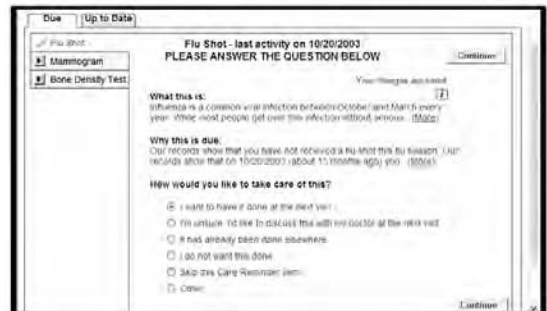 Due Up to Date
Flu Shot
Mammogram
Bone Density Test
Flu Shot - last activity on 10/20/2003
PLEASE ANSWER THE QUESTION BELOW
Continue
Your changes are saved
What this is:
Influenza is a common viral infection between October and March every
year. While most people get over this infection without serious... (More)
Why this is due:
Our records show that you have not received a flu shot this flu season. Our
records show that on 10/20/2003 (about 15 months ago) you... (More)
How would you like to take care of this?
I want to have it done at the next visit
I'm unsure. I'd like to discuss this with my doctor at the next visit
It has already been done elsewhere
I do not want this done
Skip this Care Reminder item
Other
Continue